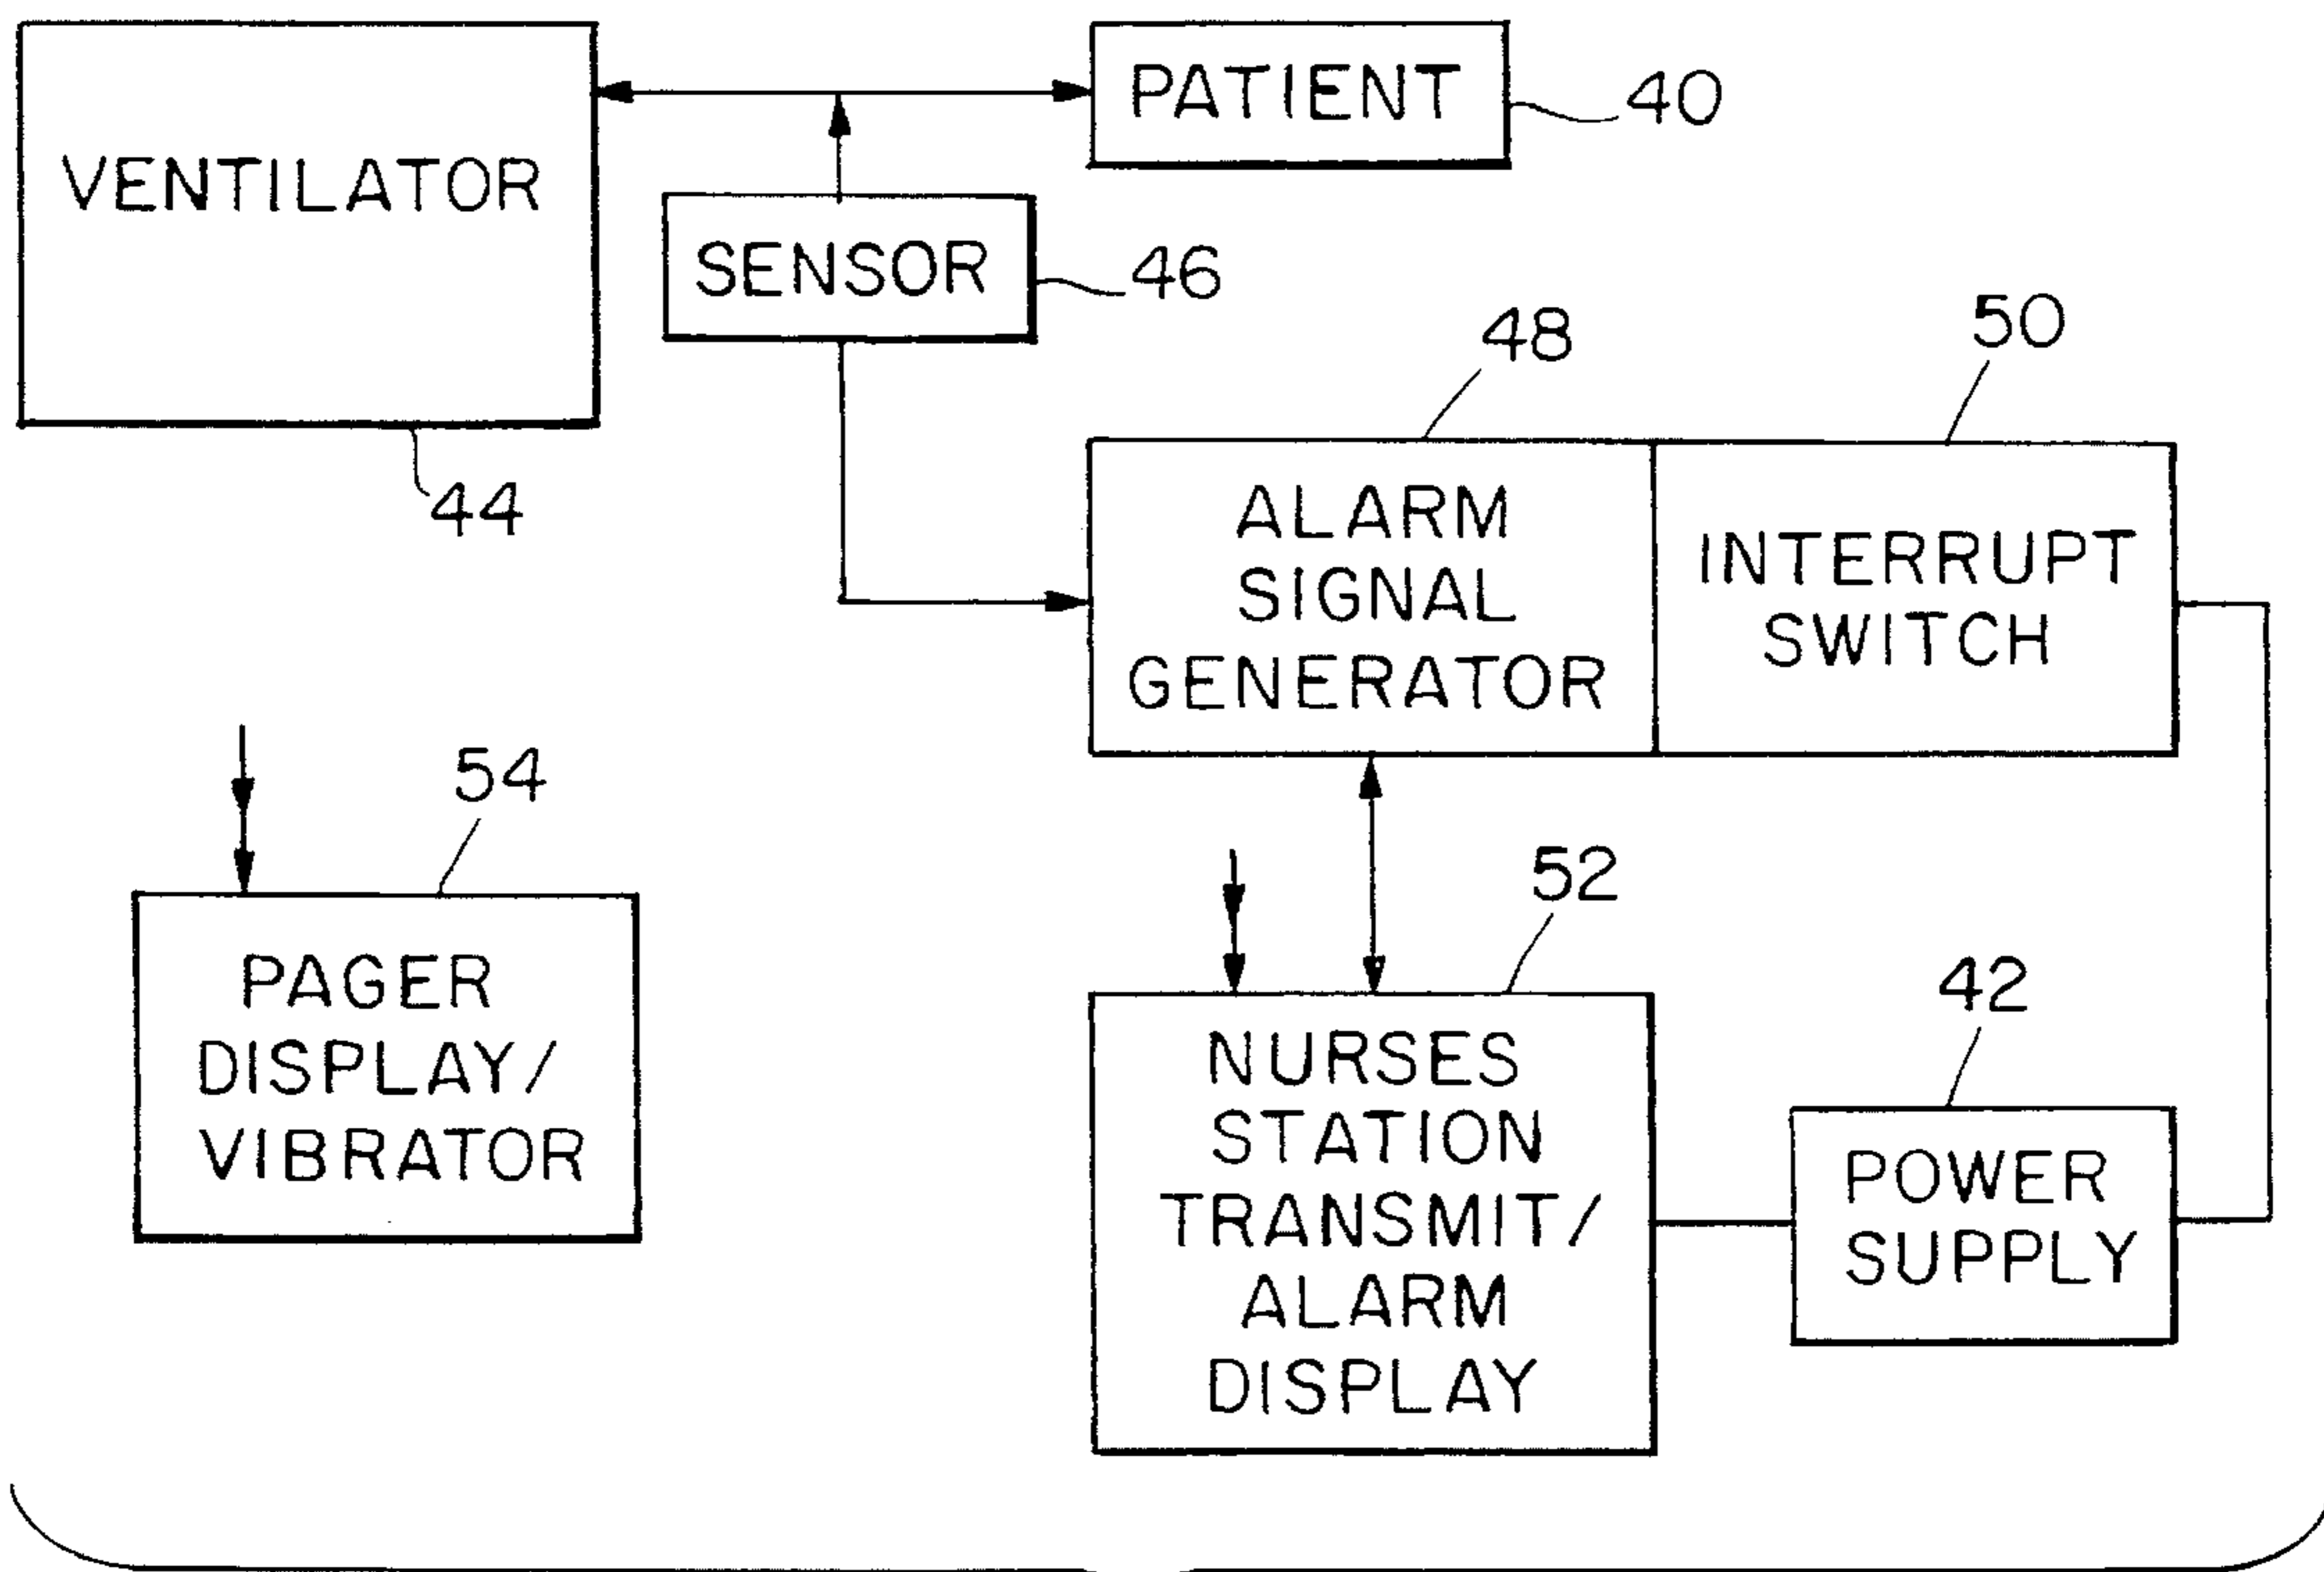 VENTILATOR
44
PATIENT
40
SENSOR
46
48
ALARM
SIGNAL
GENERATOR
50
INTERRUPT
SWITCH
54
PAGER
DISPLAY/
VIBRATOR
52
NURSES
STATION
TRANSMIT/
ALARM
DISPLAY
42
POWER
SUPPLY